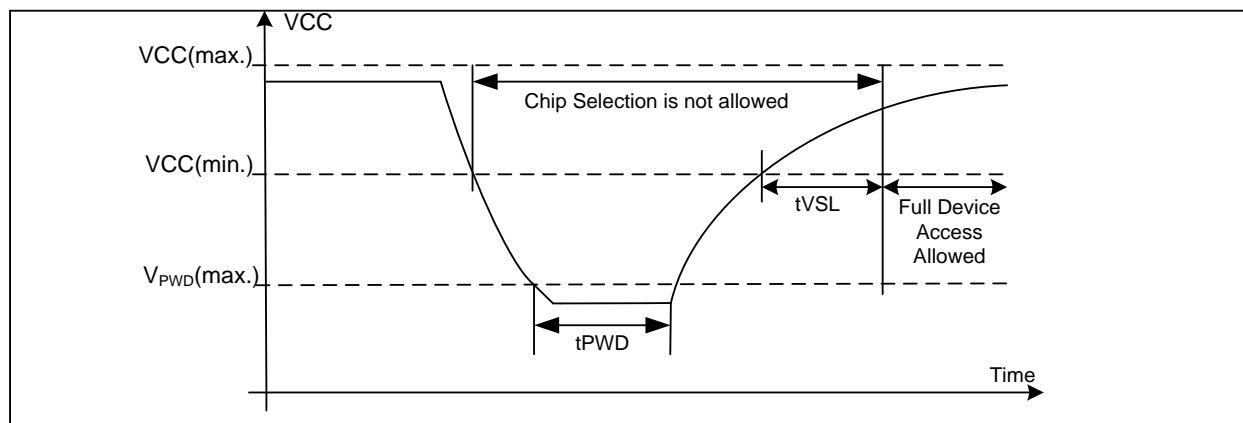 VCC
VCC(max.)
Chip Selection is not allowed
VCC(min.)
tVSL
Full Device
Access
Allowed
VPWD(max.)
tPWD
Time